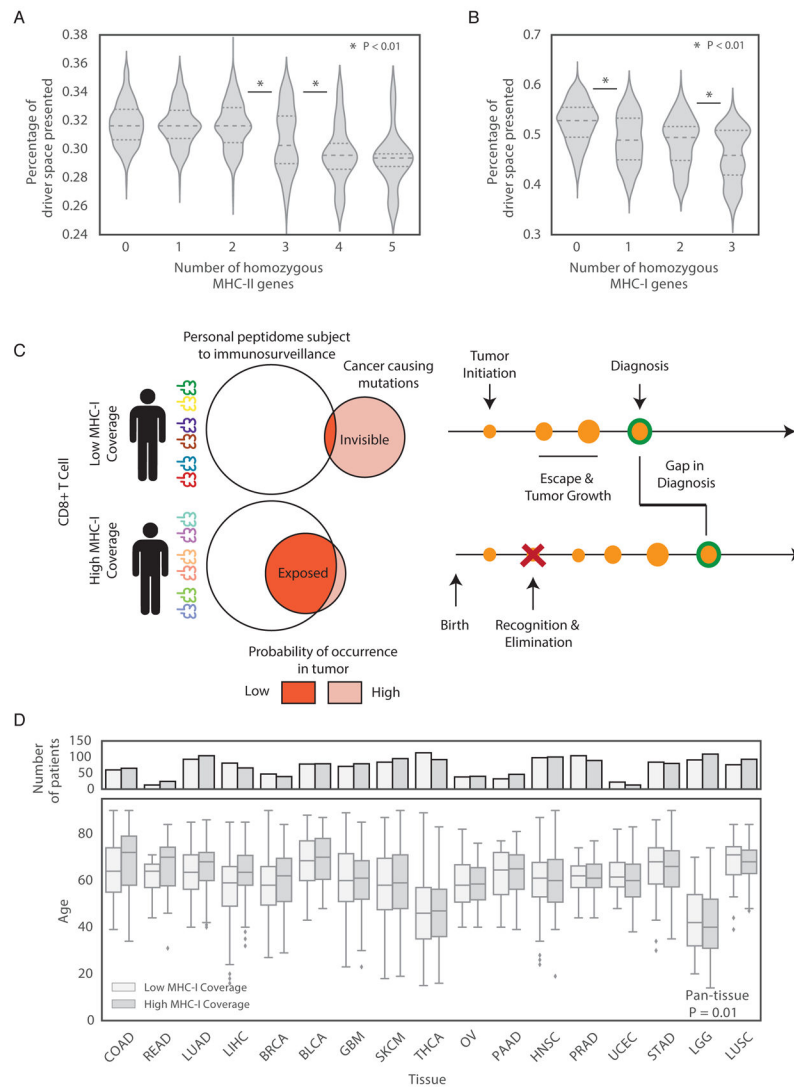 A
0.38
0.36
0.34
0.32
0.30
0.28
0.26
0.24
Percentage of
driver space presented
* P < 0.01
*
*
0 1 2 3 4 5
Number of homozygous
MHC-II genes
B
0.7
0.6
0.5
0.4
0.3
Percentage of
driver space presented
* P < 0.01
*
*
0 1 2 3
Number of homozygous
MHC-I genes
C
CD8+ T Cell
Low MHC-I
Coverage
High MHC-I
Coverage
Personal peptidome subject
to immunosurveillance
Cancer causing
mutations
Invisible
Exposed
Probability of occurrence
in tumor
Low
High
Tumor
Initiation
Diagnosis
Escape &
Tumor Growth
Gap in
Diagnosis
Birth
Recognition &
Elimination
D
Number
of patients
150
100
50
0
Age
80
60
40
20
0
Low MHC-I Coverage
High MHC-I Coverage
Pan-tissue
P = 0.01
COAD READ LUAD LIHC BRCA BLCA GBM SKCM THCA OV PAAD HNSC PRAD UCEC STAD LGG LUSC
Tissue